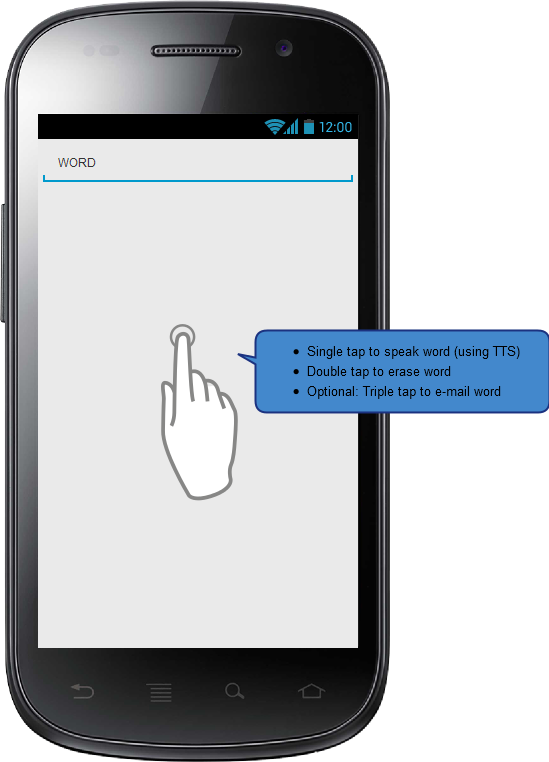 12:00
WORD
• Single tap to speak word (using TTS)
• Double tap to erase word
• Optional: Triple tap to e-mail word